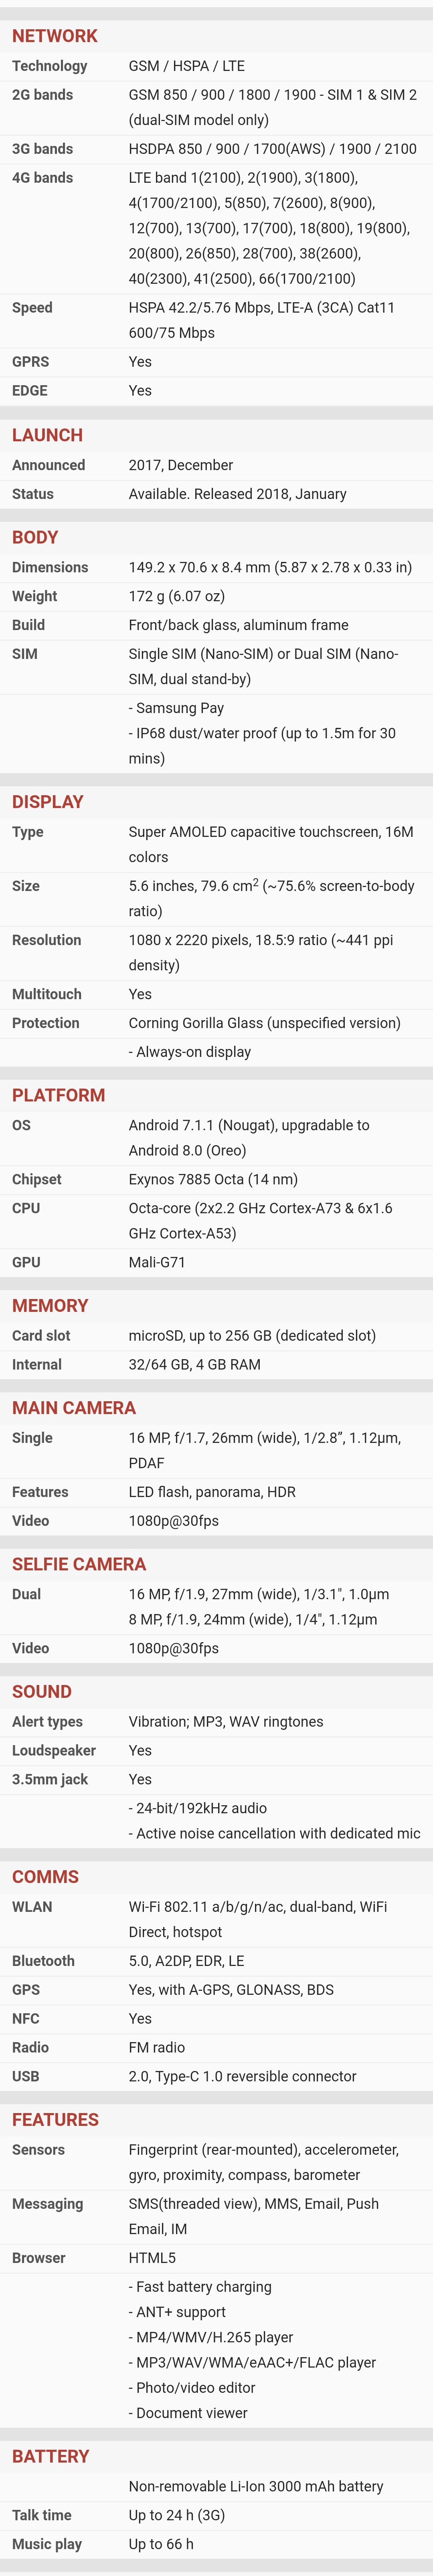 NETWORK
Technology GSM / HSPA / LTE
2G bands GSM 850 / 900 / 1800 / 1900 - SIM 1 & SIM 2
(dual-SIM model only)
3G bands HSDPA 850 / 900 / 1700(AWS) / 1900 / 2100
4G bands LTE band 1(2100), 2(1900), 3(1800),
4(1700/2100), 5(850), 7(2600), 8(900),
12(700), 13(700), 17(700), 18(800), 19(800),
20(800), 26(850), 28(700), 38(2600),
40(2300), 41(2500), 66(1700/2100)
Speed HSPA 42.2/5.76 Mbps, LTE-A (3CA) Cat11
600/75 Mbps
GPRS Yes
EDGE Yes
LAUNCH
Announced 2017, December
Status Available. Released 2018, January
BODY
Dimensions 149.2 x 70.6 x 8.4 mm (5.87 x 2.78 x 0.33 in)
Weight 172 g (6.07 oz)
Build Front/back glass, aluminum frame
SIM Single SIM (Nano-SIM) or Dual SIM (Nano-
SIM, dual stand-by)
- Samsung Pay
- IP68 dust/water proof (up to 1.5m for 30
mins)
DISPLAY
Type Super AMOLED capacitive touchscreen, 16M
colors
Size 5.6 inches, 79.6 cm² (~75.6% screen-to-body
ratio)
Resolution 1080 x 2220 pixels, 18.5:9 ratio (~441 ppi
density)
Multitouch Yes
Protection Corning Gorilla Glass (unspecified version)
- Always-on display
PLATFORM
OS Android 7.1.1 (Nougat), upgradable to
Android 8.0 (Oreo)
Chipset Exynos 7885 Octa (14 nm)
CPU Octa-core (2x2.2 GHz Cortex-A73 & 6x1.6
GHz Cortex-A53)
GPU Mali-G71
MEMORY
Card slot microSD, up to 256 GB (dedicated slot)
Internal 32/64 GB, 4 GB RAM
MAIN CAMERA
Single 16 MP, f/1.7, 26mm (wide), 1/2.8”, 1.12µm,
PDAF
Features LED flash, panorama, HDR
Video 1080p@30fps
SELFIE CAMERA
Dual 16 MP, f/1.9, 27mm (wide), 1/3.1", 1.0µm
8 MP, f/1.9, 24mm (wide), 1/4", 1.12µm
Video 1080p@30fps
SOUND
Alert types Vibration; MP3, WAV ringtones
Loudspeaker Yes
3.5mm jack Yes
- 24-bit/192kHz audio
- Active noise cancellation with dedicated mic
COMMS
WLAN Wi-Fi 802.11 a/b/g/n/ac, dual-band, WiFi
Direct, hotspot
Bluetooth 5.0, A2DP, EDR, LE
GPS Yes, with A-GPS, GLONASS, BDS
NFC Yes
Radio FM radio
USB 2.0, Type-C 1.0 reversible connector
FEATURES
Sensors Fingerprint (rear-mounted), accelerometer,
gyro, proximity, compass, barometer
Messaging SMS(threaded view), MMS, Email, Push
Email, IM
Browser HTML5
- Fast battery charging
- ANT+ support
- MP4/WMV/H.265 player
- MP3/WAV/WMA/eAAC+/FLAC player
- Photo/video editor
- Document viewer
BATTERY
Non-removable Li-Ion 3000 mAh battery
Talk time Up to 24 h (3G)
Music play Up to 66 h